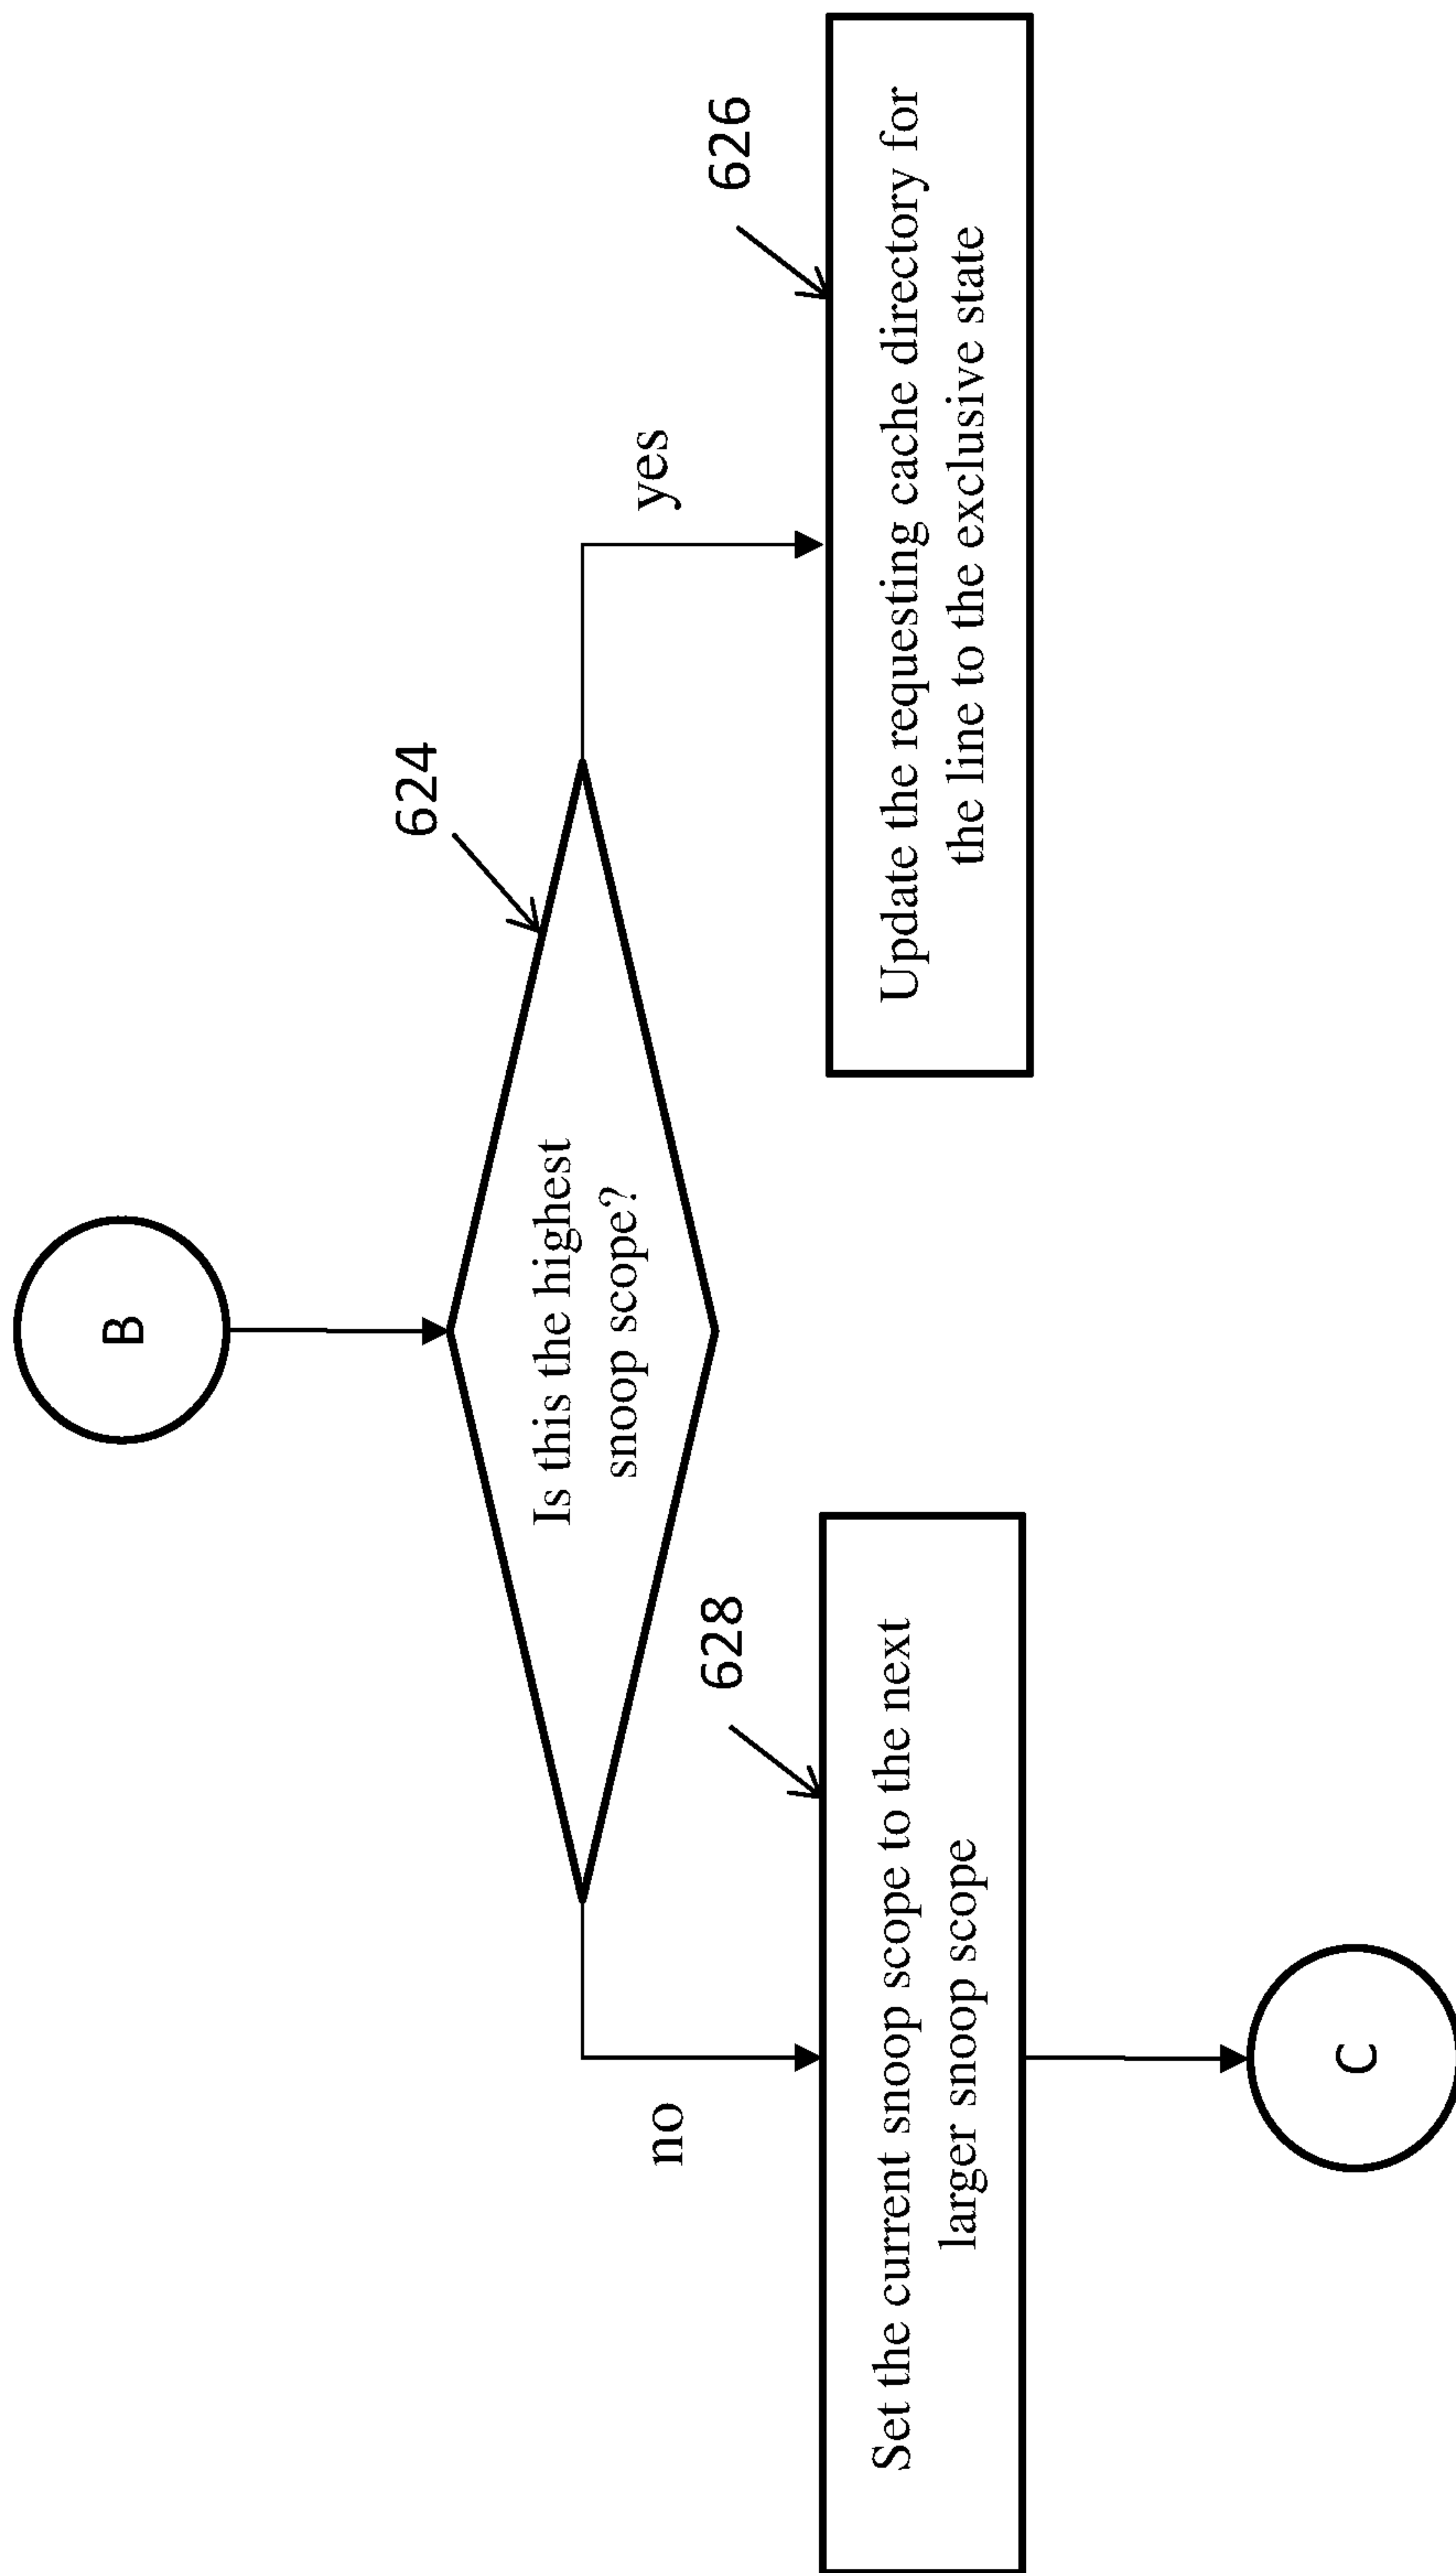 B
624
Is this the highest
snoop scope?
no
yes
628
Set the current snoop scope to the next
larger snoop scope
626
Update the requesting cache directory for
the line to the exclusive state
C